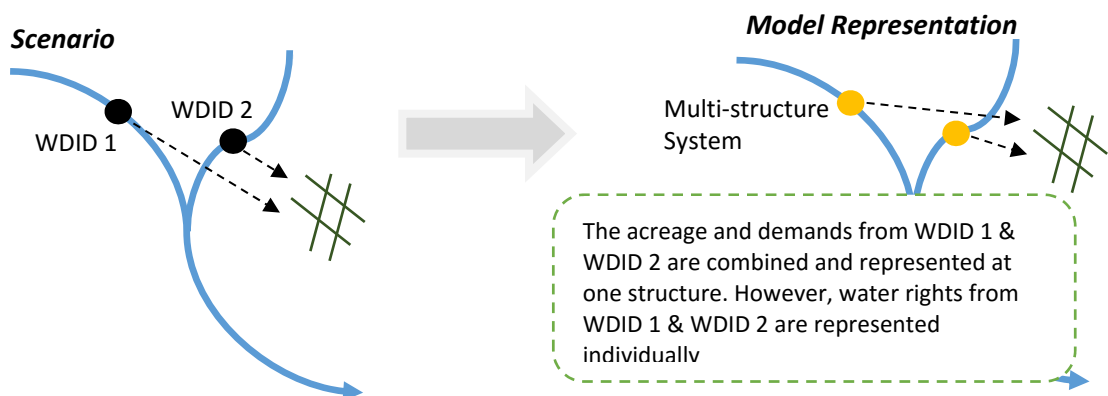 Scenario
WDID 2
WDID 1
Model Representation
Multi-structure
System
The acreage and demands from WDID 1 &
WDID 2 are combined and represented at
one structure. However, water rights from
WDID 1 & WDID 2 are represented
individually